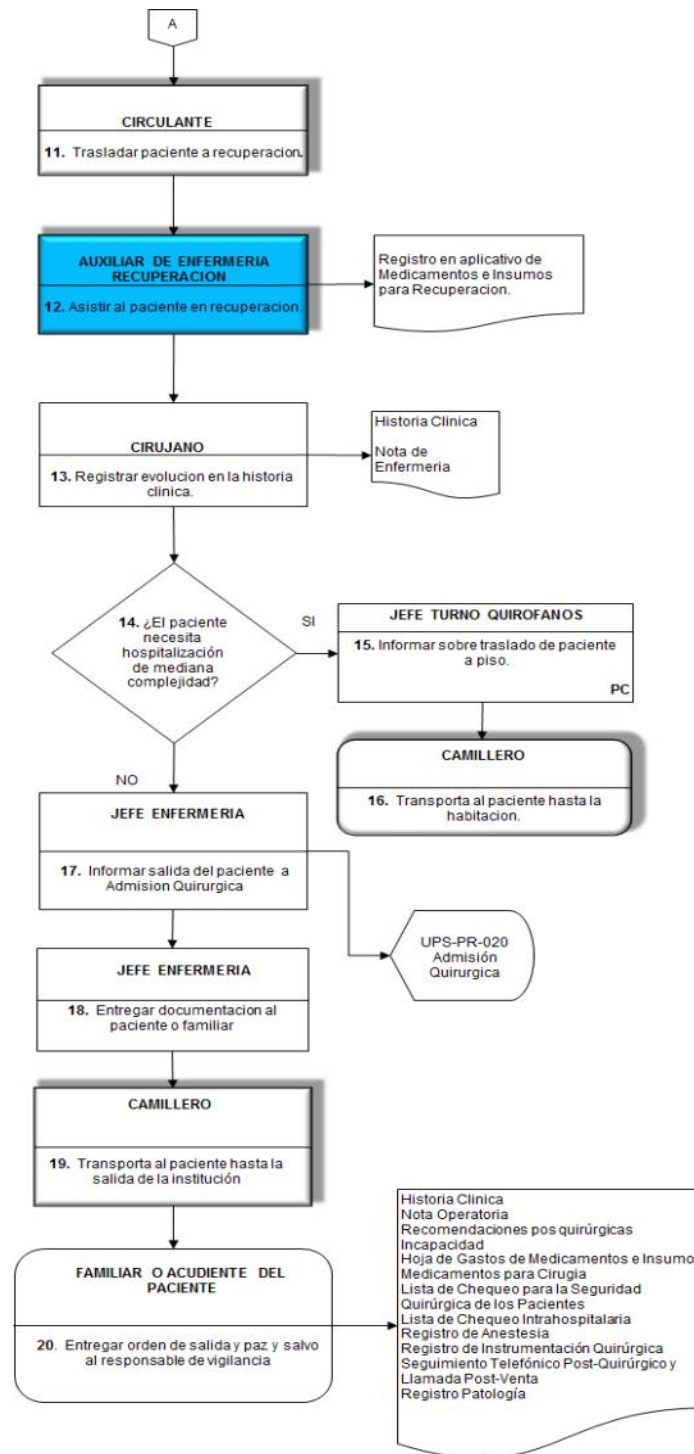 A
CIRCULANTE
11. Trasladar paciente a recuperacion.
AUXILIAR DE ENFERMERIA
RECUPERACION
12. Asistir al paciente en recuperacion.
Registro en aplicativo de
Medicamentos e Insumos
para Recuperacion.
CIRUJANO
13. Registrar evolucion en la historia
clinica.
Historia Clinica
Nota de
Enfermeria
14. ¿El paciente
necesita
hospitalización
de mediana
complejidad?
SI
JEFE TURNO QUIROFANOS
15. Informar sobre traslado de paciente
a piso.
PC
CAMILLERO
16. Transporta al paciente hasta la
habitacion.
NO
JEFE ENFERMERIA
17. Informar salida del paciente a
Admision Quirurgica
UPS-PR-020
Admisión
Quirurgica
JEFE ENFERMERIA
18. Entregar documentacion al
paciente o familiar
CAMILLERO
19. Transporta al paciente hasta la
salida de la institución
FAMILIAR O ACUDIENTE DEL
PACIENTE
20. Entregar orden de salida y paz y salvo
al responsable de vigilancia
Historia Clinica
Nota Operatoria
Recomendaciones pos quirúrgicas
Incapacidad
Hoja de Gastos de Medicamentos e Insumo
Medicamentos para Cirugia
Lista de Chequeo para la Seguridad
Quirúrgica de los Pacientes
Lista de Chequeo Intrahospitalaria
Registro de Anestesia
Registro de Instrumentación Quirúrgica
Seguimiento Telefónico Post-Quirúrgico y
Llamada Post-Venta
Registro Patología